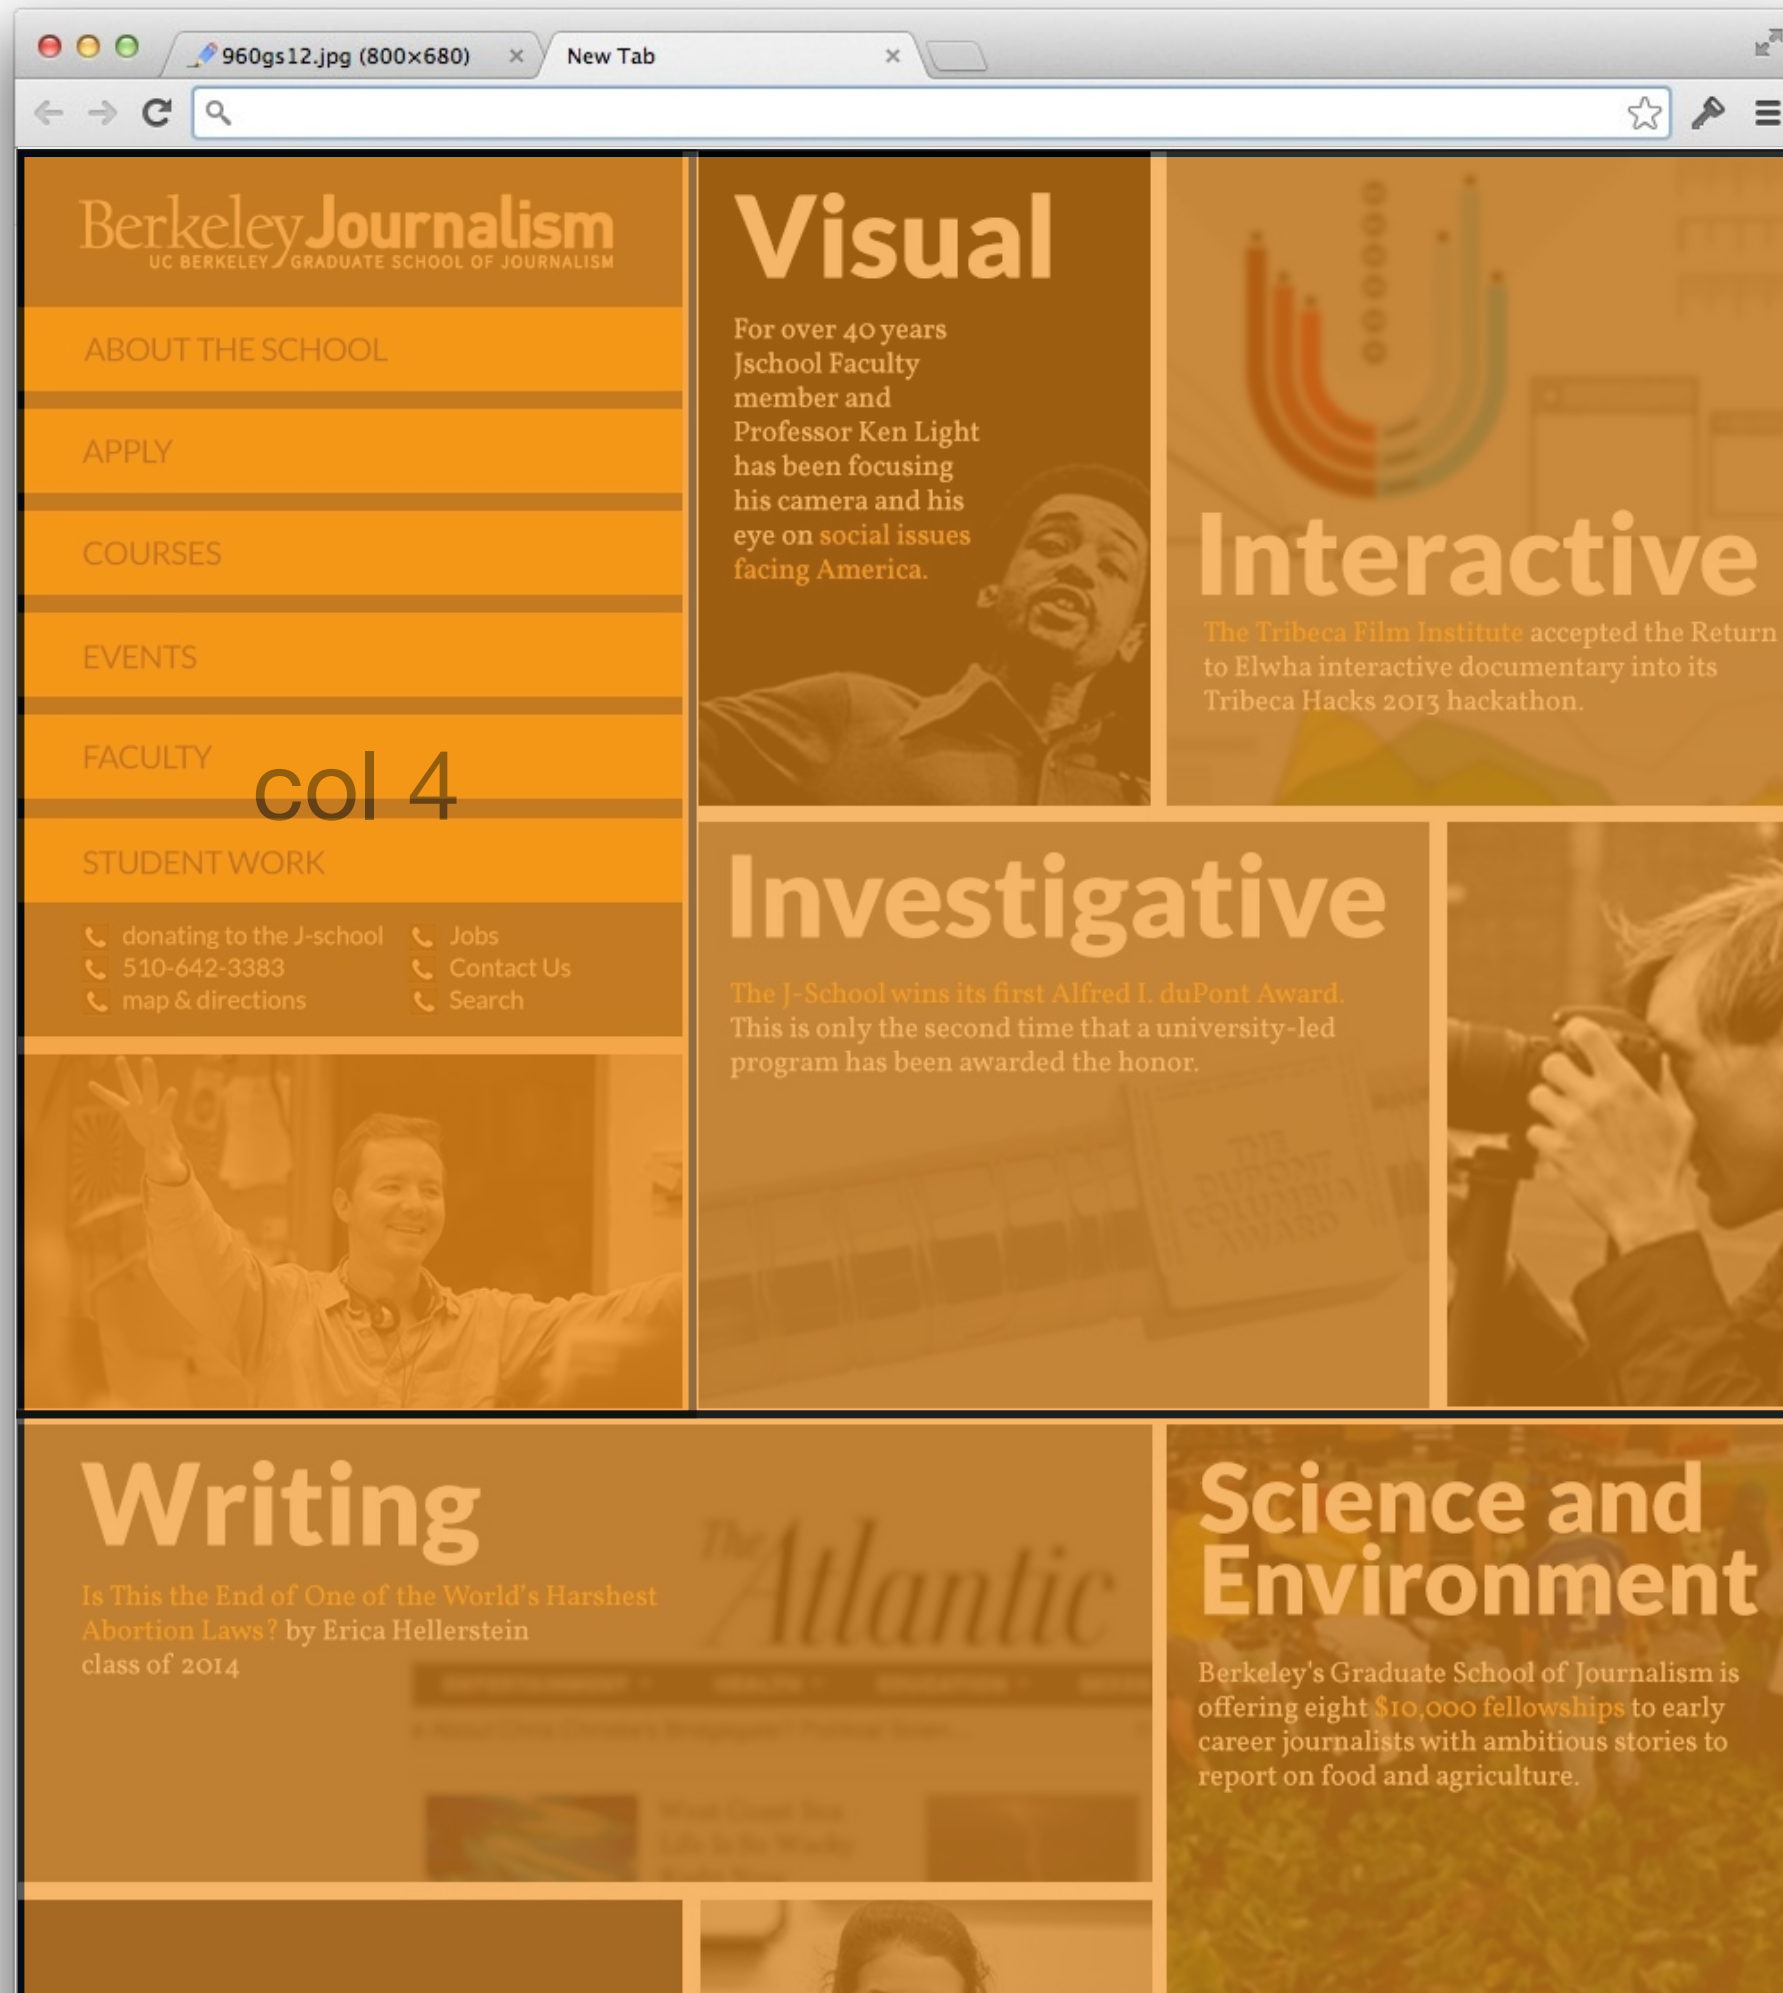 960gs12.jpg (800×680)
New Tab
BerkeleyJournalism
UC BERKELEY GRADUATE SCHOOL OF JOURNALISM
ABOUT THE SCHOOL
APPLY
COURSES
EVENTS
FACULTY
col 4
STUDENT WORK
donating to the J-school
510-642-3383
map & directions
Jobs
Contact Us
Search
Visual
For over 40 years
Jschool Faculty
member and
Professor Ken Light
has been focusing
his camera and his
eye on social issues
facing America.
Interactive
The Tribeca Film Institute accepted the Return
to Elwha interactive documentary into its
Tribeca Hacks 2013 hackathon.
Investigative
The J-School wins its first Alfred I. duPont Award.
This is only the second time that a university-led
program has been awarded the honor.
THE
DUPONT
COLUMBIA
AWARD
Writing
Is This the End of One of the World's Harshest
Abortion Laws? by Erica Hellerstein
class of 2014
The Atlantic
ENTERTAINMENT
HEALTH
EDUCATION
Science and
Environment
Berkeley's Graduate School of Journalism is
offering eight $10,000 fellowships to early
career journalists with ambitious stories to
report on food and agriculture.